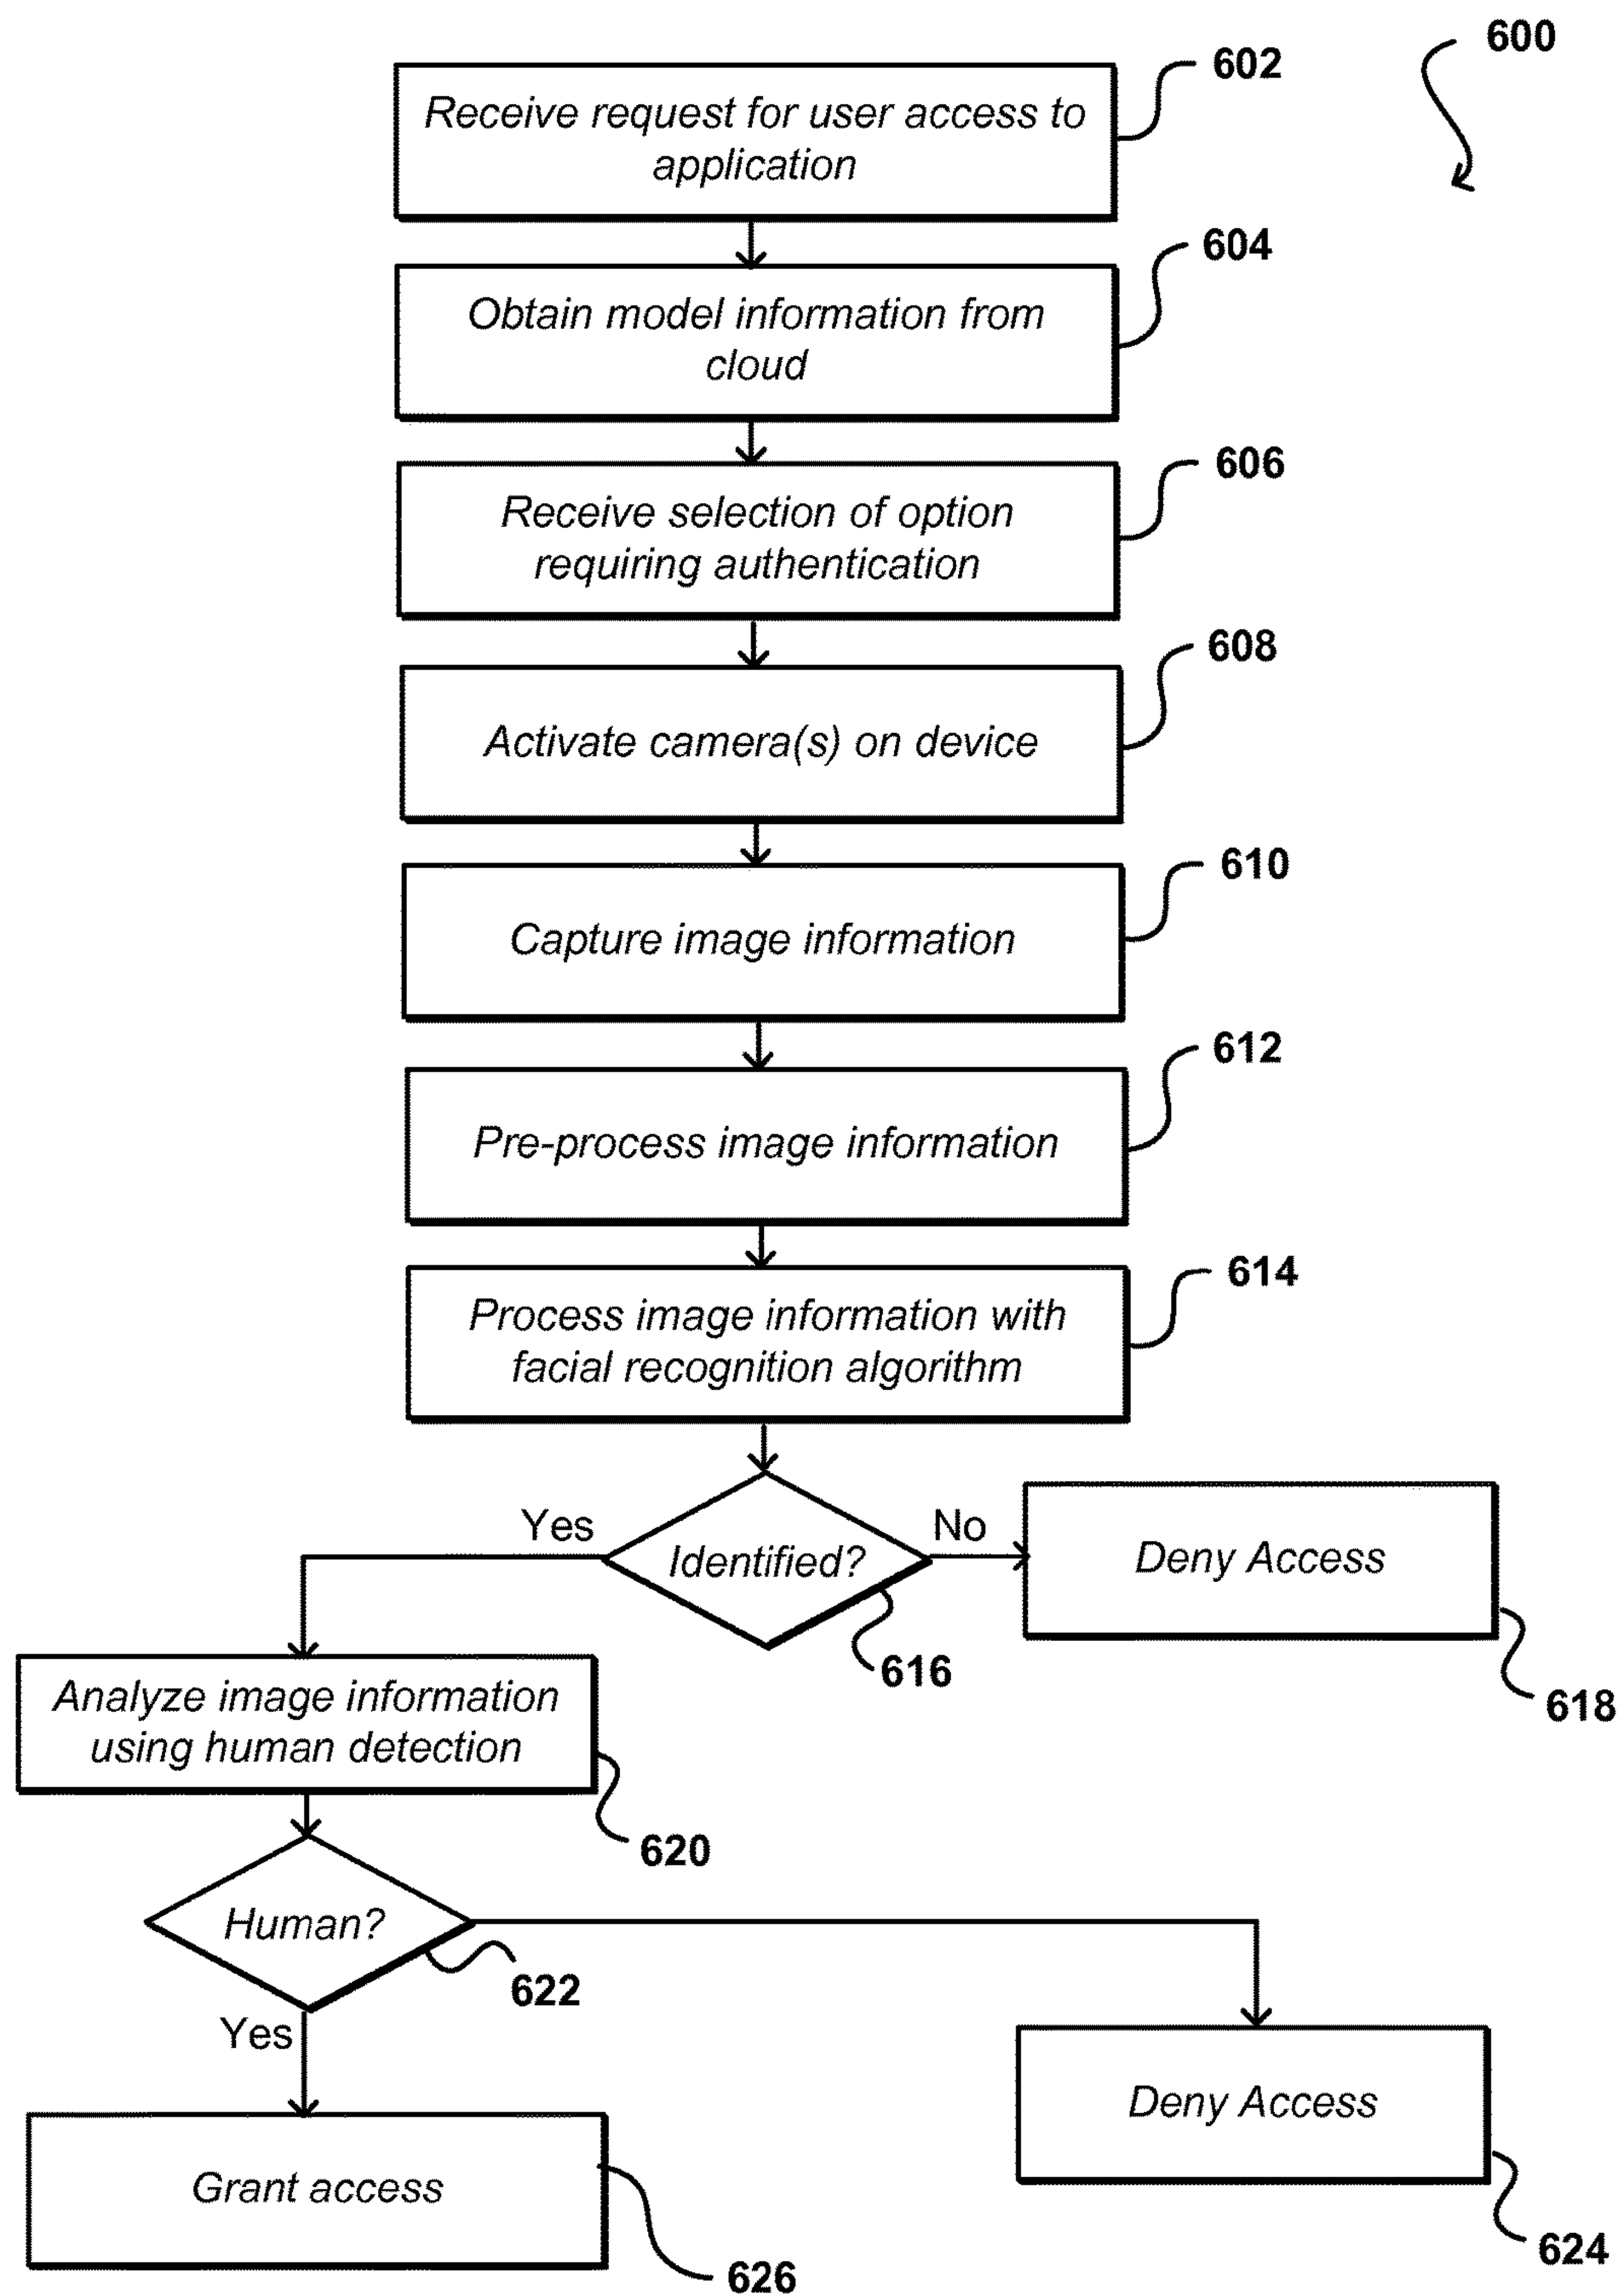 600
602
Receive request for user access to
application
604
Obtain model information from
cloud
606
Receive selection of option
requiring authentication
608
Activate camera(s) on device
610
Capture image information
612
Pre-process image information
614
Process image information with
facial recognition algorithm
Yes
Identified?
No
Deny Access
616
618
Analyze image information
using human detection
620
Human?
622
Yes
Deny Access
Grant access
624
626